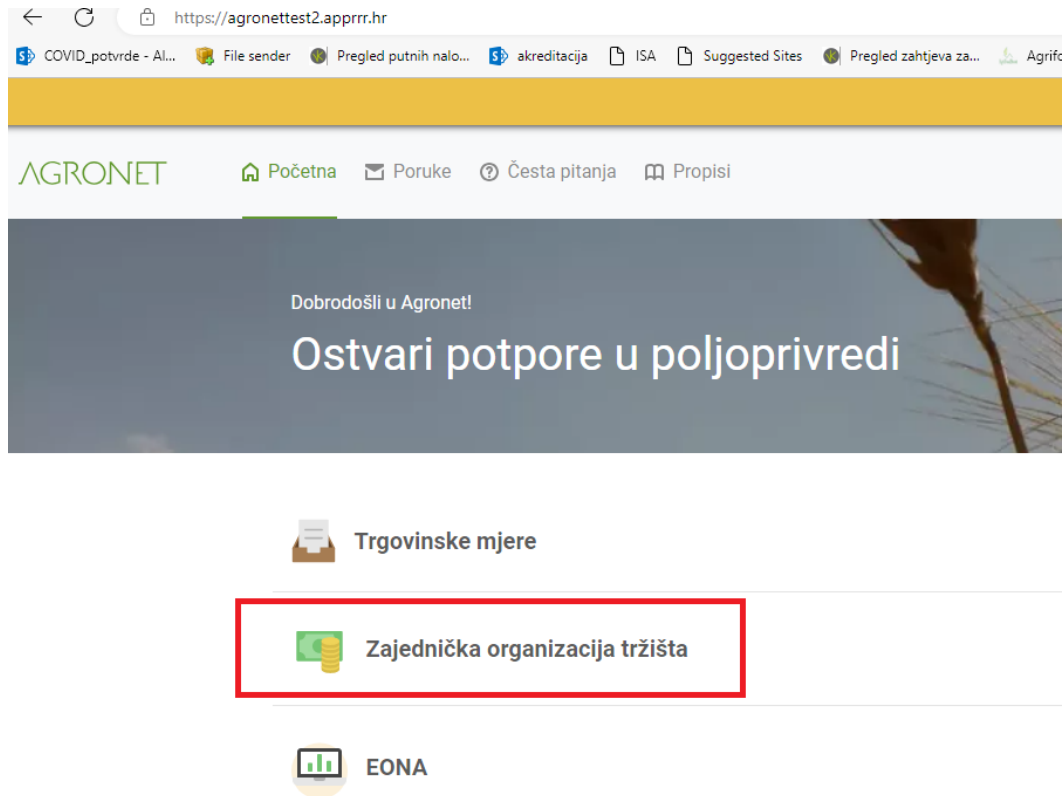 https://agronettest2.apprrr.hr
COVID_potvrde - Al... File sender Pregled putnih nalo... akreditacija ISA Suggested Sites Pregled zahtjeva za... Agrifo
AGRONET Početna Poruke Česta pitanja Propisi
Dobrodošli u Agronet!
Ostvari potpore u poljoprivredi
Trgovinske mjere
Zajednička organizacija tržišta
EONA